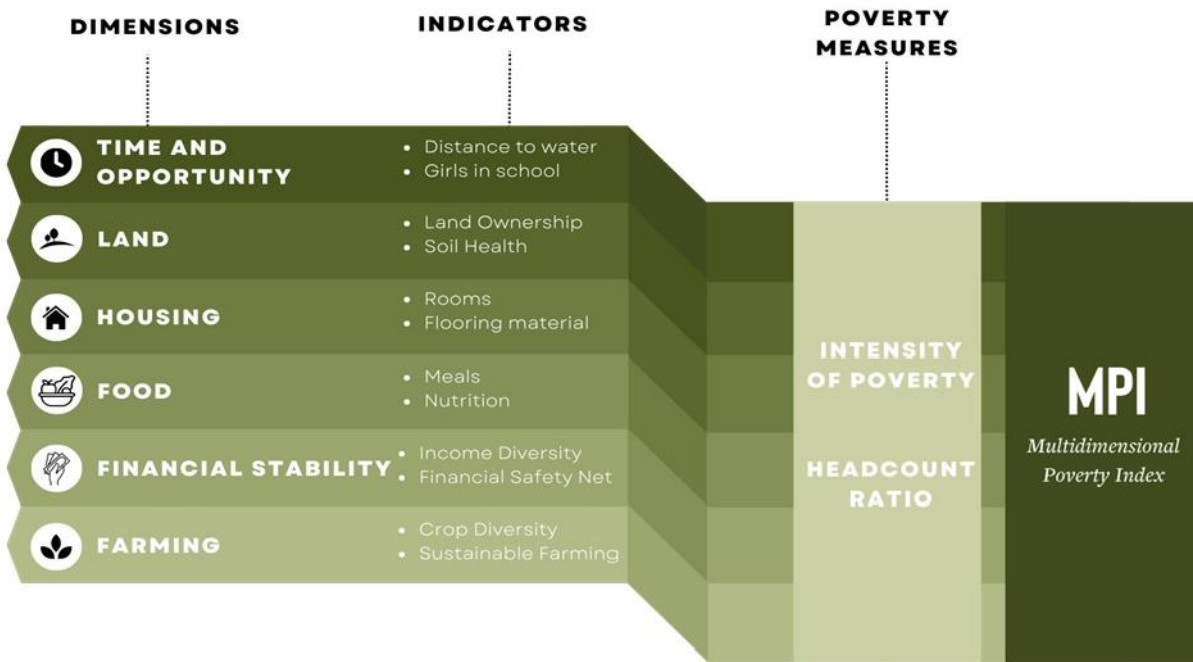 DIMENSIONS
INDICATORS
POVERTY
MEASURES
TIME AND
OPPORTUNITY
• Distance to water
• Girls in school
LAND
• Land Ownership
• Soil Health
HOUSING
• Rooms
• Flooring material
FOOD
• Meals
• Nutrition
FINANCIAL STABILITY
• Income Diversity
• Financial Safety Net
FARMING
• Crop Diversity
• Sustainable Farming
INTENSITY
OF POVERTY
HEADCOUNT
RATIO
MPI
Multidimensional
Poverty Index